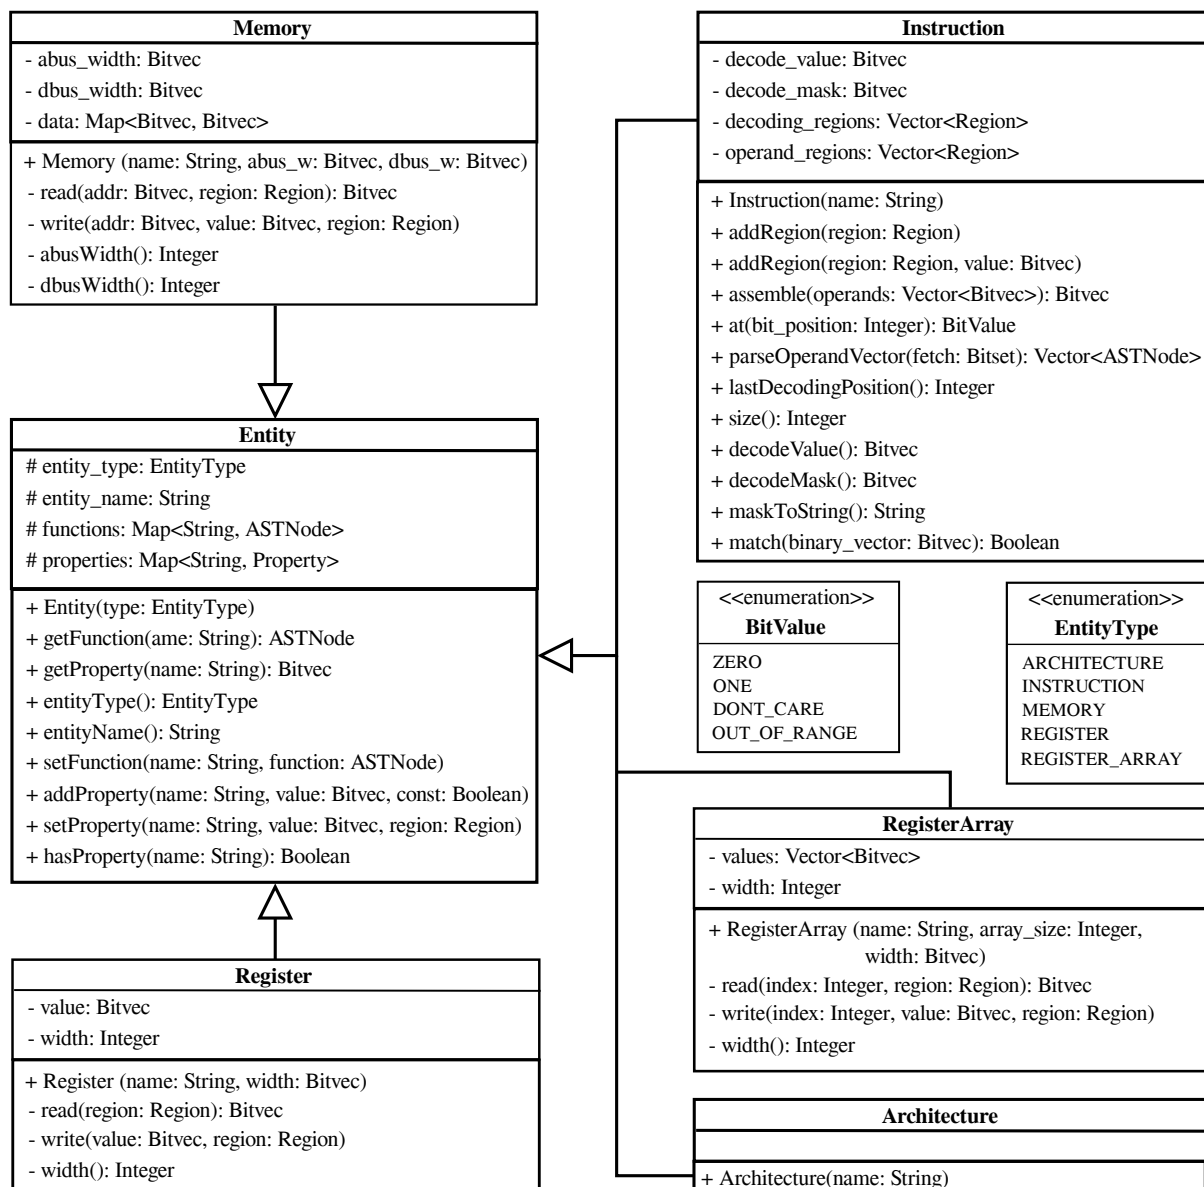 Memory
- abus_width: Bitvec
- dbus_width: Bitvec
- data: Map<Bitvec, Bitvec>
+ Memory (name: String, abus_w: Bitvec, dbus_w: Bitvec)
- read(addr: Bitvec, region: Region): Bitvec
- write(addr: Bitvec, value: Bitvec, region: Region)
- abusWidth(): Integer
- dbusWidth(): Integer
Entity
# entity_type: EntityType
# entity_name: String
# functions: Map<String, ASTNode>
# properties: Map<String, Property>
+ Entity(type: EntityType)
+ getFunction(ame: String): ASTNode
+ getProperty(name: String): Bitvec
+ entityType(): EntityType
+ entityName(): String
+ setFunction(name: String, function: ASTNode)
+ addProperty(name: String, value: Bitvec, const: Boolean)
+ setProperty(name: String, value: Bitvec, region: Region)
+ hasProperty(name: String): Boolean
Register
- value: Bitvec
- width: Integer
+ Register (name: String, width: Bitvec)
- read(region: Region): Bitvec
- write(value: Bitvec, region: Region)
- width(): Integer
Instruction
- decode_value: Bitvec
- decode_mask: Bitvec
- decoding_regions: Vector<Region>
- operand_regions: Vector<Region>
+ Instruction(name: String)
+ addRegion(region: Region)
+ addRegion(region: Region, value: Bitvec)
+ assemble(operands: Vector<Bitvec>): Bitvec
+ at(bit_position: Integer): BitValue
+ parseOperandVector(fetch: Bitset): Vector<ASTNode>
+ lastDecodingPosition(): Integer
+ size(): Integer
+ decodeValue(): Bitvec
+ decodeMask(): Bitvec
+ maskToString(): String
+ match(binary_vector: Bitvec): Boolean
<<enumeration>>
BitValue
ZERO
ONE
DONT_CARE
OUT_OF_RANGE
<<enumeration>>
EntityType
ARCHITECTURE
INSTRUCTION
MEMORY
REGISTER
REGISTER_ARRAY
RegisterArray
- values: Vector<Bitvec>
- width: Integer
+ RegisterArray (name: String, array_size: Integer,
width: Bitvec)
- read(index: Integer, region: Region): Bitvec
- write(index: Integer, value: Bitvec, region: Region)
- width(): Integer
Architecture
+ Architecture(name: String)